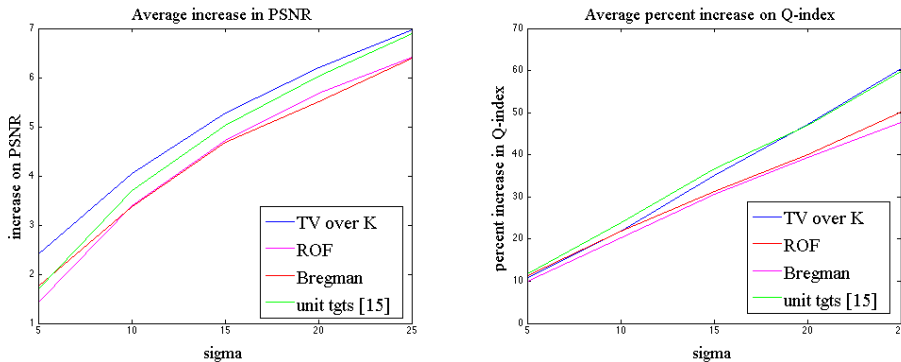 Average increase in PSNR
increase on PSNR
7
6
5
4
3
2
1
5
10
15
20
25
sigma
TV over K
ROF
Bregman
unit tgts [15]
Average percent increase on Q-index
percent increase in Q-index
70
60
50
40
30
20
10
0
5
10
15
20
2
sigma
TV over K
ROF
Bregman
unit tgts [15]